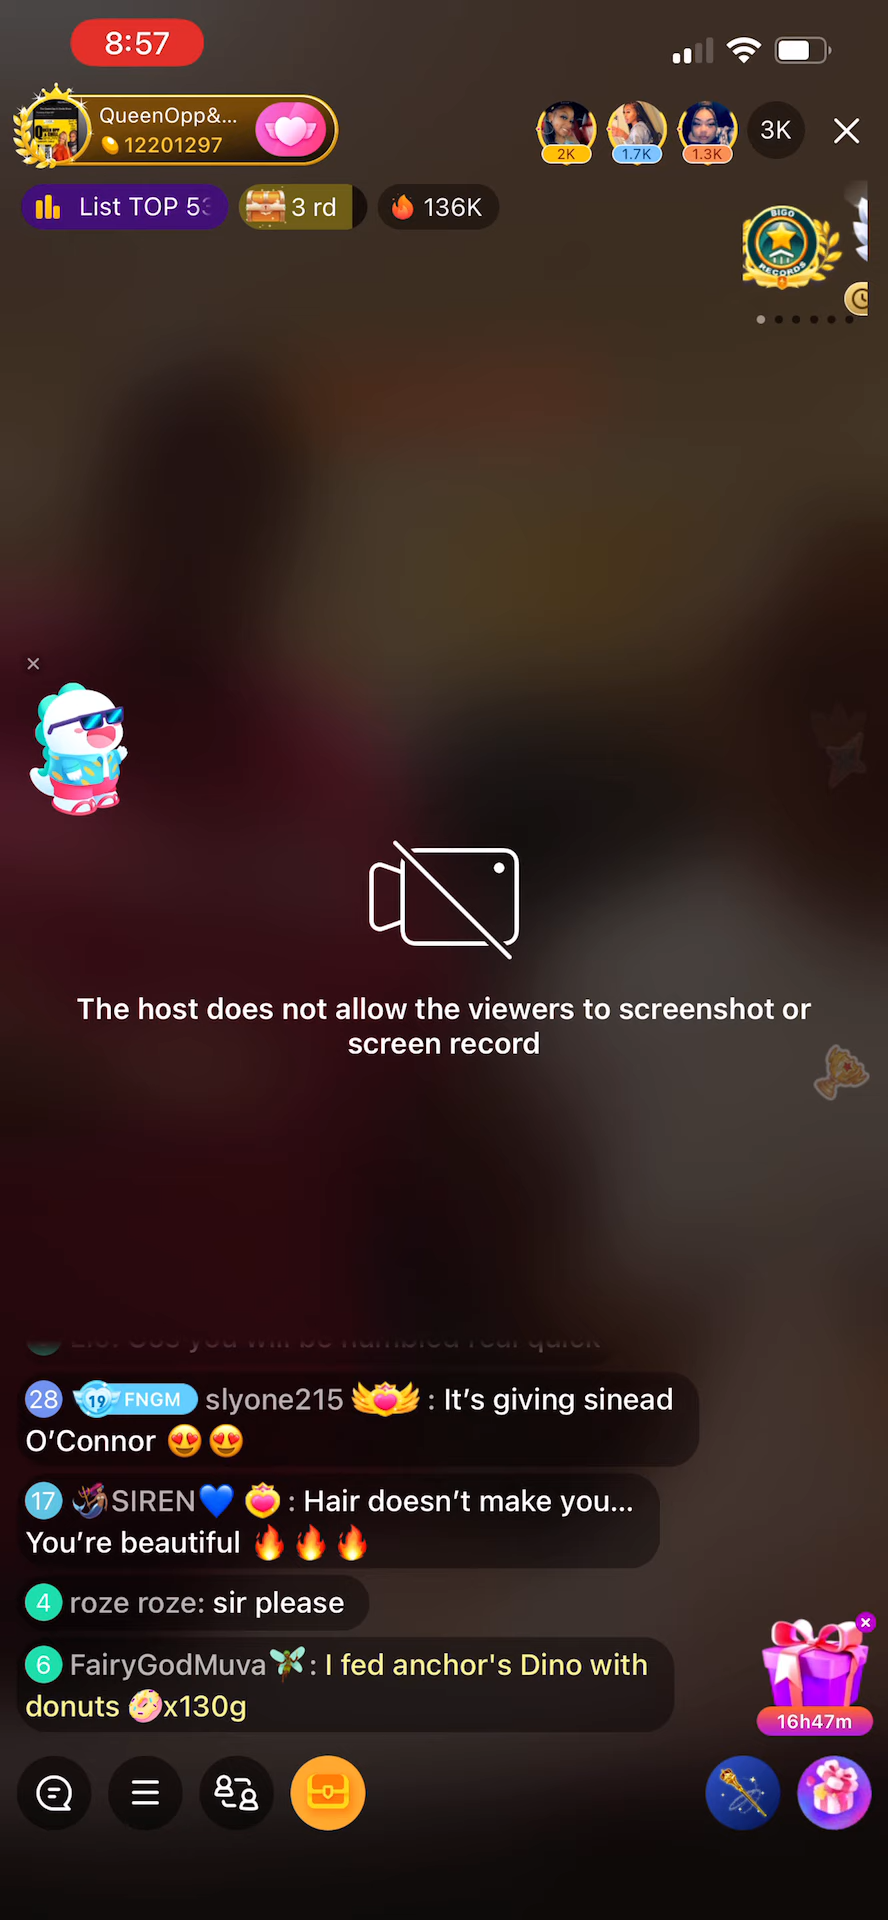 8:57
QueenOpp&...
12201297
2K
1.7K
1.3K
3K
List TOP
3 rd
136K
BIGO
RECORDS
The host does not allow the viewers to screenshot or
screen record
28 19 FNGM slyone215 : It's giving sinead
O'Connor 😍😍
17 🧜🏾‍♀️SIREN💙 : Hair doesn't make you...
You're beautiful 🔥🔥🔥
4 roze roze: sir please
6 FairyGodMuva : I fed anchor's Dino with
donuts 🍩x130g
16h47m